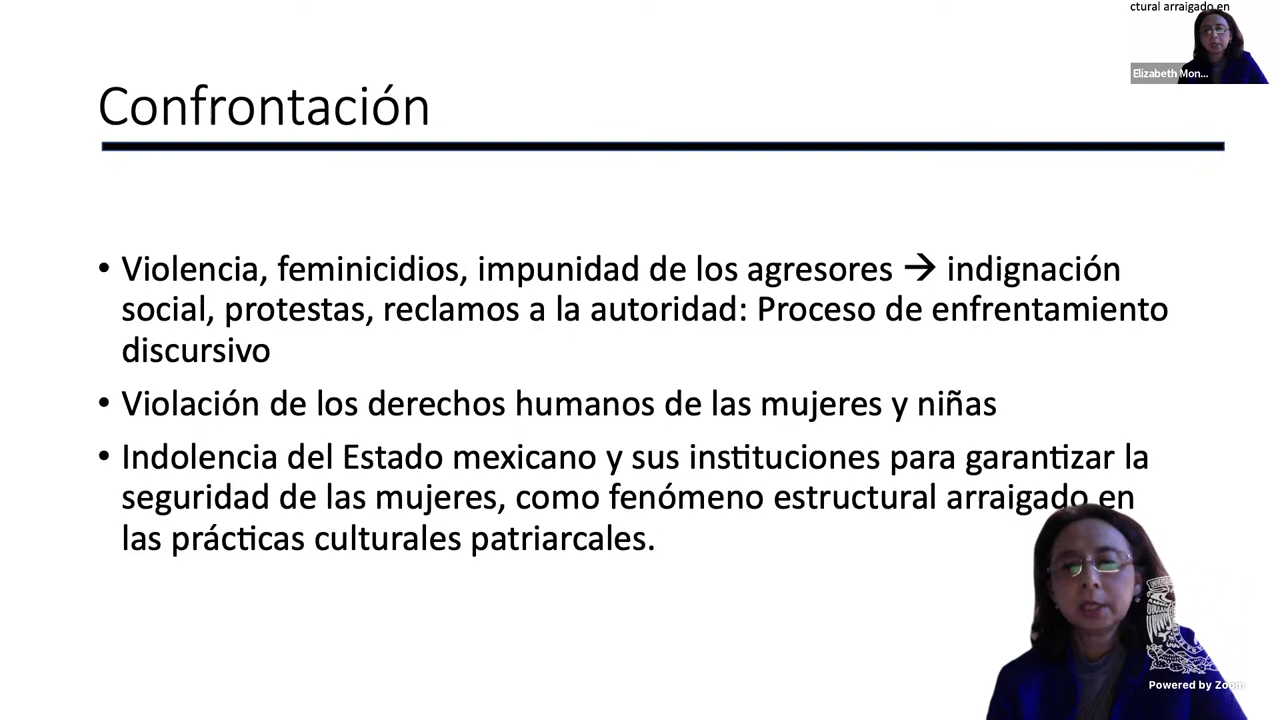 ctural arraigado en
Elizabeth Mon...
Confrontación
• Violencia, feminicidios, impunidad de los agresores → indignación
social, protestas, reclamos a la autoridad: Proceso de enfrentamiento
discursivo
• Violación de los derechos humanos de las mujeres y niñas
• Indolencia del Estado mexicano y sus instituciones para garantizar la
seguridad de las mujeres, como fenómeno estructural arraigado en
las prácticas culturales patriarcales.
Powered by Zoom